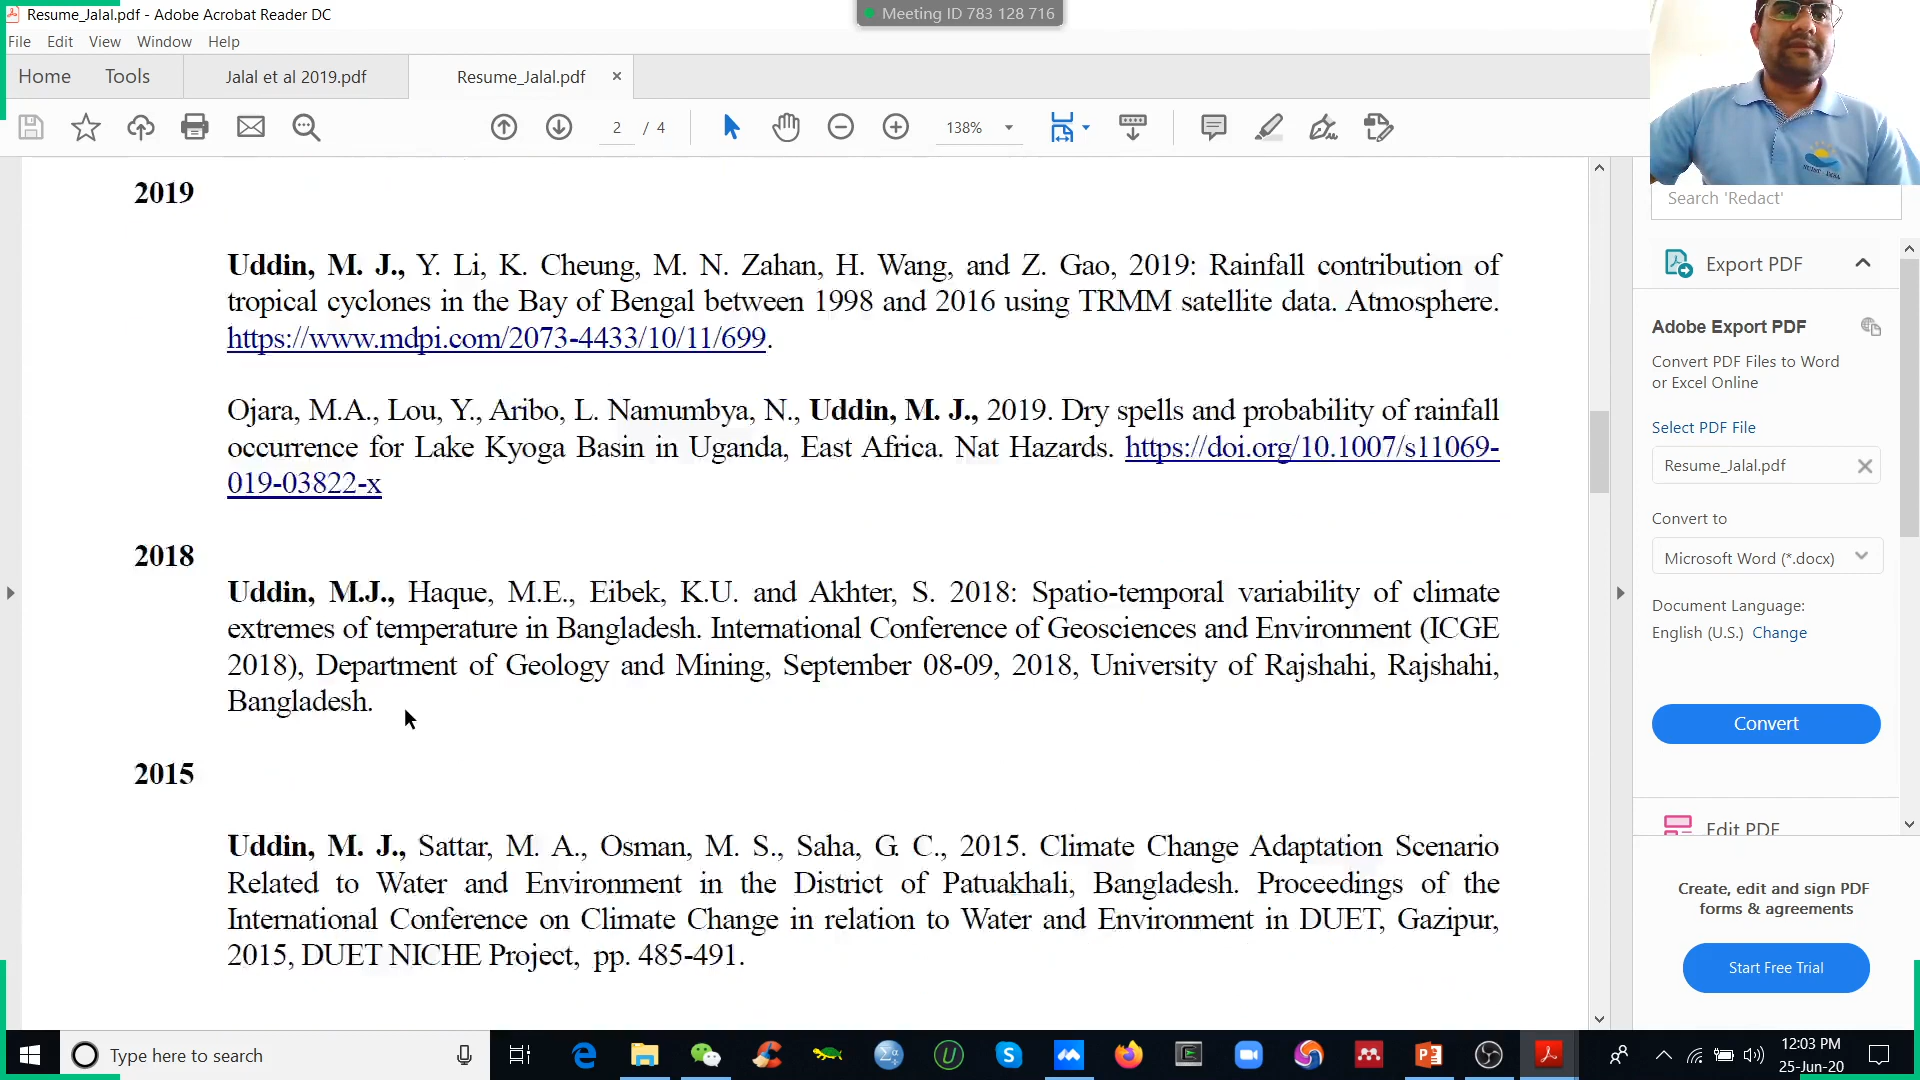 Resume_Jalal.pdf - Adobe Acrobat Reader DC
Meeting ID 783 128 716
File Edit View Window Help
Home Tools Jalal et al 2019.pdf Resume_Jalal.pdf ×
2 / 4 138%
Search 'Redact'
2019
Uddin, M. J., Y. Li, K. Cheung, M. N. Zahan, H. Wang, and Z. Gao, 2019: Rainfall contribution of
tropical cyclones in the Bay of Bengal between 1998 and 2016 using TRMM satellite data. Atmosphere.
https://www.mdpi.com/2073-4433/10/11/699.
Ojara, M.A., Lou, Y., Aribo, L. Namumbya, N., Uddin, M. J., 2019. Dry spells and probability of rainfall
occurrence for Lake Kyoga Basin in Uganda, East Africa. Nat Hazards. https://doi.org/10.1007/s11069-
019-03822-x
2018
Uddin, M.J., Haque, M.E., Eibek, K.U. and Akhter, S. 2018: Spatio-temporal variability of climate
extremes of temperature in Bangladesh. International Conference of Geosciences and Environment (ICGE
2018), Department of Geology and Mining, September 08-09, 2018, University of Rajshahi, Rajshahi,
Bangladesh.
2015
Uddin, M. J., Sattar, M. A., Osman, M. S., Saha, G. C., 2015. Climate Change Adaptation Scenario
Related to Water and Environment in the District of Patuakhali, Bangladesh. Proceedings of the
International Conference on Climate Change in relation to Water and Environment in DUET, Gazipur,
2015, DUET NICHE Project, pp. 485-491.
Export PDF
Adobe Export PDF
Convert PDF Files to Word
or Excel Online
Select PDF File
Resume_Jalal.pdf
Convert to
Microsoft Word (*.docx)
Document Language:
English (U.S.) Change
Convert
Edit PDF
Create, edit and sign PDF
forms & agreements
Start Free Trial
Type here to search
12:03 PM
25-Jun-20